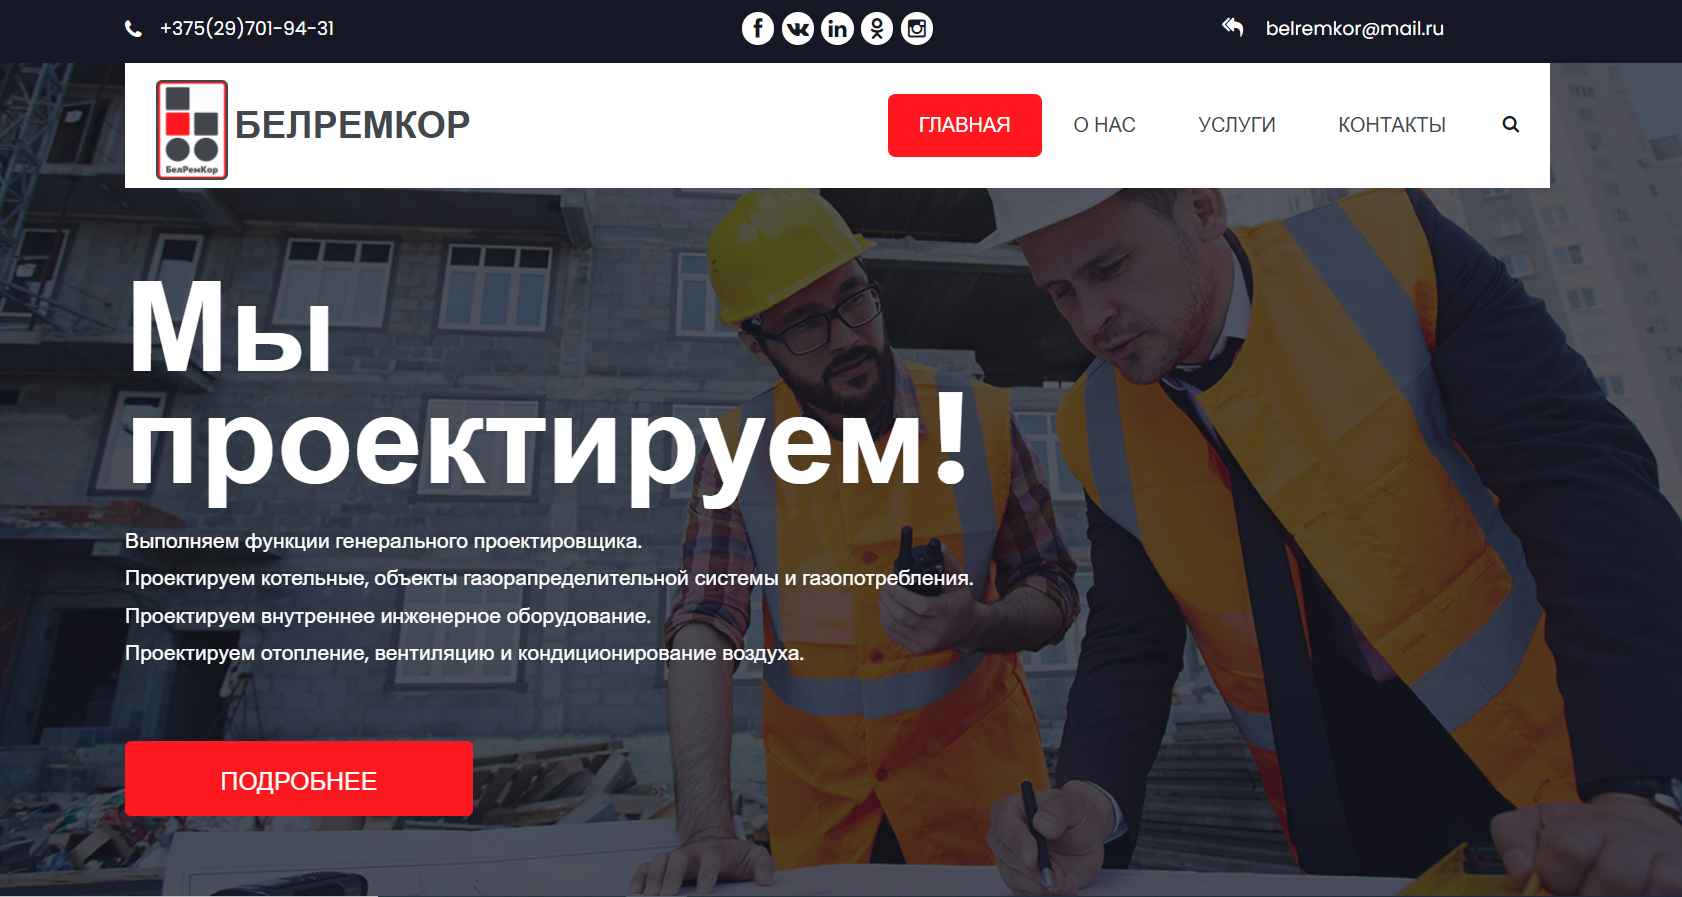 +375(29)701-94-31
belremkor@mail.ru
БелРемКор
БЕЛРЕМКОР
ГЛАВНАЯ
О НАС
УСЛУГИ
КОНТАКТЫ
Мы
проектируем!
Выполняем функции генерального проектировщика.
Проектируем котельные, объекты газорапределительной системы и газопотребления.
Проектируем внутреннее инженерное оборудование.
Проектируем отопление, вентиляцию и кондиционирование воздуха.
ПОДРОБНЕЕ